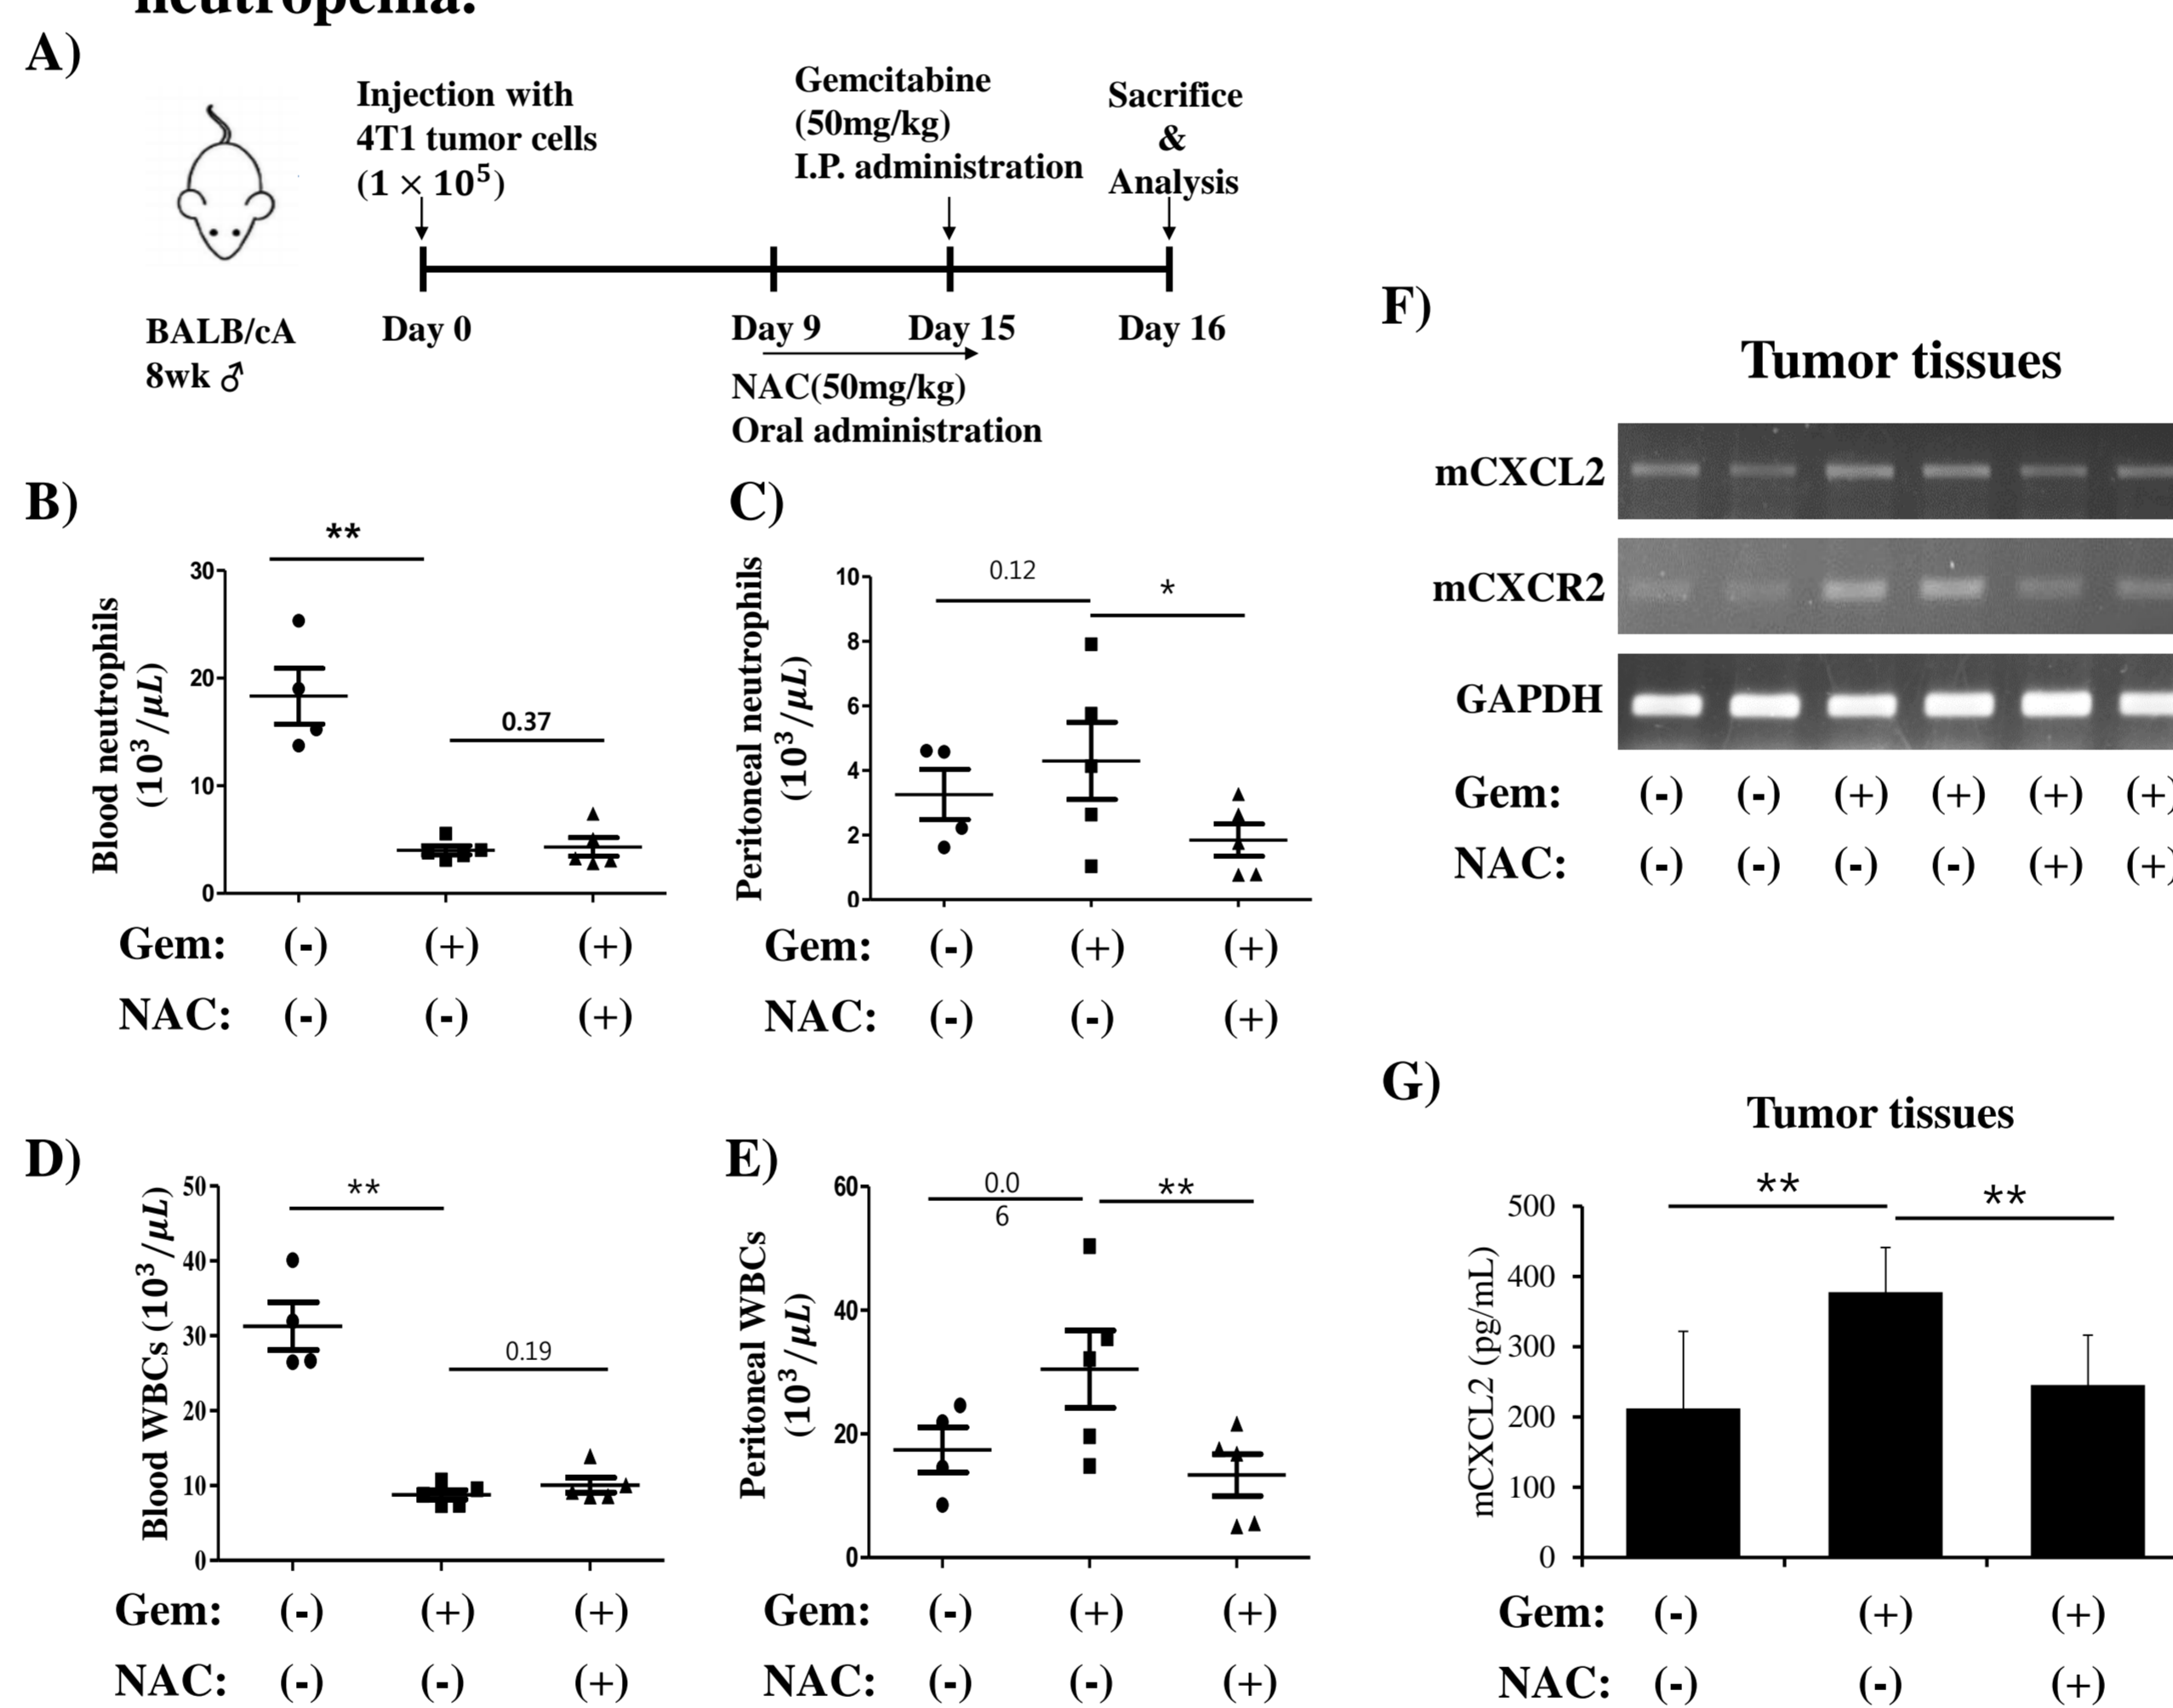 neutropenia.
A)
Injection with
4T1 tumor cells
(1 × 10⁵)
Gemcitabine
(50mg/kg)
I.P. administration
Sacrifice
&
Analysis
BALB/cA
8wk ♂
Day 0
Day 9
Day 15
Day 16
NAC(50mg/kg)
Oral administration
B)
**
0.37
Blood neutrophils
(10³/μL)
30
20
10
0
Gem: (-) (+) (+)
NAC: (-) (-) (+)
C)
0.12
*
Peritoneal neutrophils
(10³/μL)
10
8
6
4
2
0
Gem: (-) (+) (+)
NAC: (-) (-) (+)
D)
**
0.19
Blood WBCs (10³/μL)
50
40
30
20
10
0
Gem: (-) (+) (+)
NAC: (-) (-) (+)
E)
0.0
6
**
Peritoneal WBCs
(10³/μL)
60
40
20
0
Gem: (-) (+) (+)
NAC: (-) (-) (+)
F)
Tumor tissues
mCXCL2
mCXCR2
GAPDH
Gem: (-) (-) (+) (+) (+) (+)
NAC: (-) (-) (-) (-) (+) (+)
G)
Tumor tissues
**
**
mCXCL2 (pg/mL)
500
400
300
200
100
0
Gem: (-) (+) (+)
NAC: (-) (-) (+)